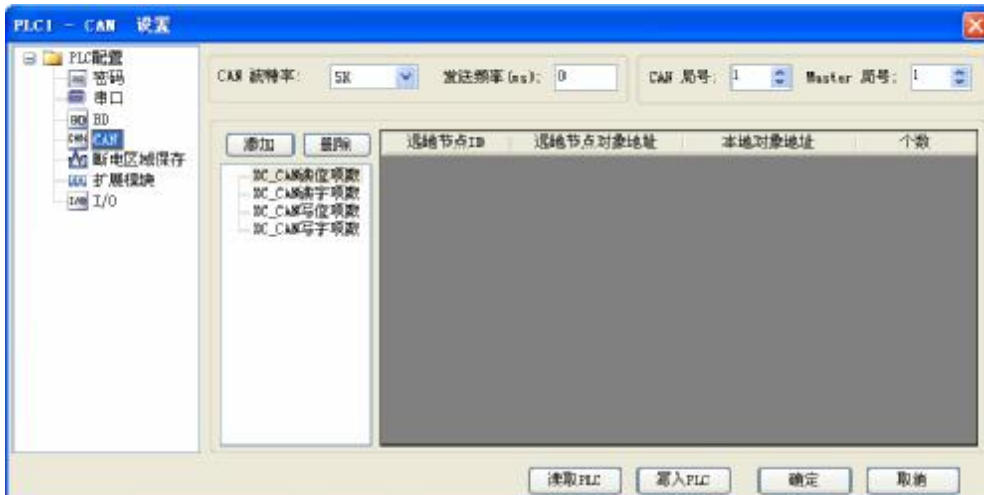 PLC1 - CAN 设置
PLC配置
密码
串口
BD
CAN
断电区域保存
扩展模块
I/O
CAN 波特率: 5K 发送频率(ms): 0 CAN 局号: 1 Master 局号: 1
添加 删除
XC_CAN读位项数
XC_CAN读字项数
XC_CAN写位项数
XC_CAN写字项数
远端节点ID 远端节点对象地址 本地对象地址 个数
读取PLC 写入PLC 确定 取消